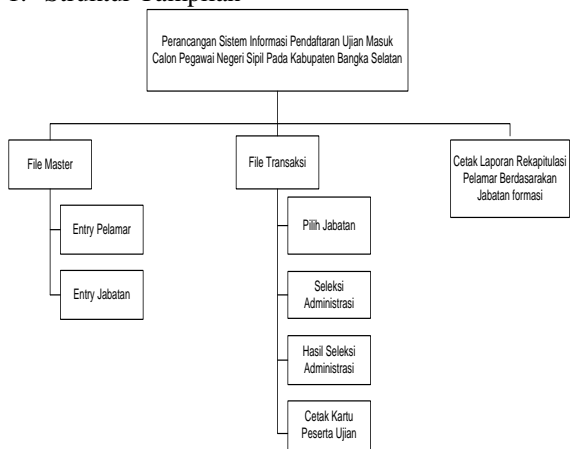 1. Struktur Tampilan
Perancangan Sistem Informasi Pendaftaran Ujian Masuk
Calon Pegawai Negeri Sipil Pada Kabupaten Bangka Selatan
File Master
File Transaksi
Cetak Laporan Rekapitulasi
Pelamar Berdasarakan
Jabatan formasi
Entry Pelamar
Entry Jabatan
Pilih Jabatan
Seleksi
Administrasi
Hasil Seleksi
Administrasi
Cetak Kartu
Peserta Ujian